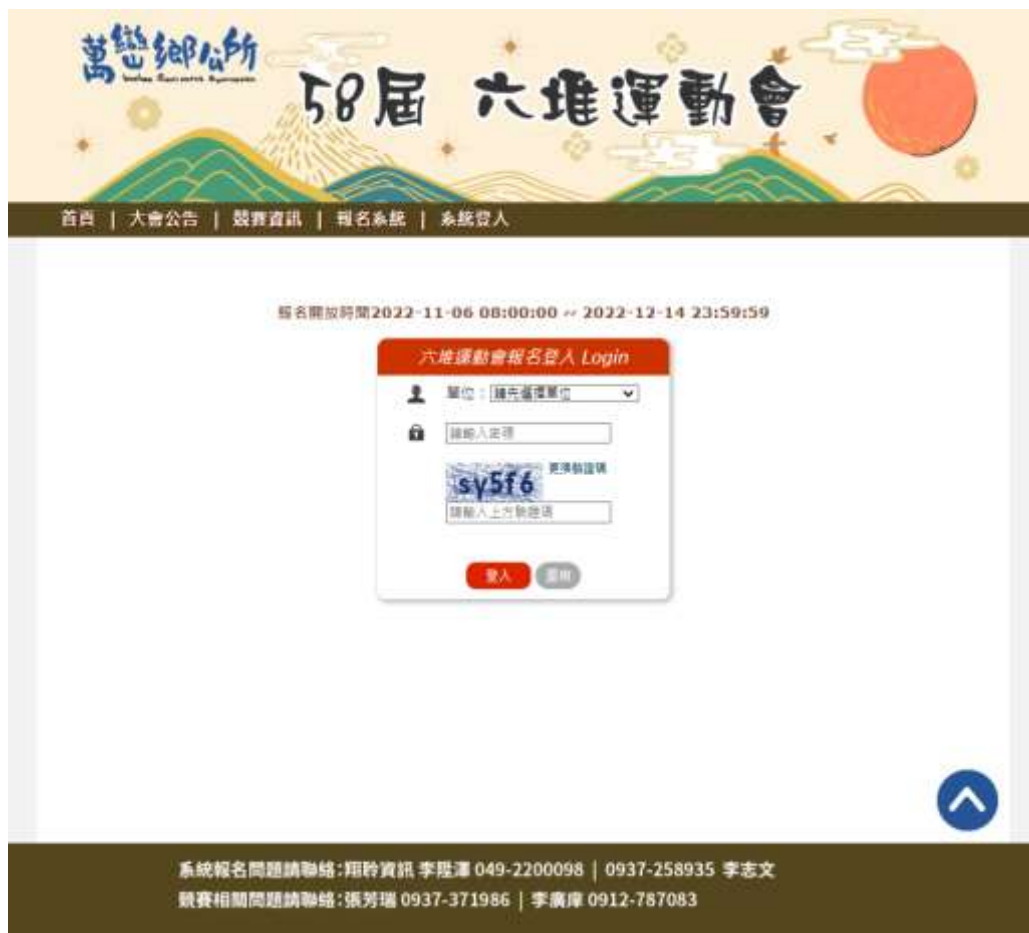 萬巒鄉公所
58屆 六堆運動會
首頁 | 大會公告 | 競賽資訊 | 報名系統 | 系統登入
報名開放時間2022-11-06 08:00:00 ~ 2022-12-14 23:59:59
六堆運動會報名登入 Login
單位：請先選擇單位
請輸入密碼
sy5f6 更換驗證碼
請輸入上方驗證碼
登入
系統報名問題請聯絡：翔聆資訊 李陞澤 049-2200098 | 0937-258935 李志文
競賽相關問題請聯絡：張芳瑞 0937-371986 | 李廣庠 0912-787083